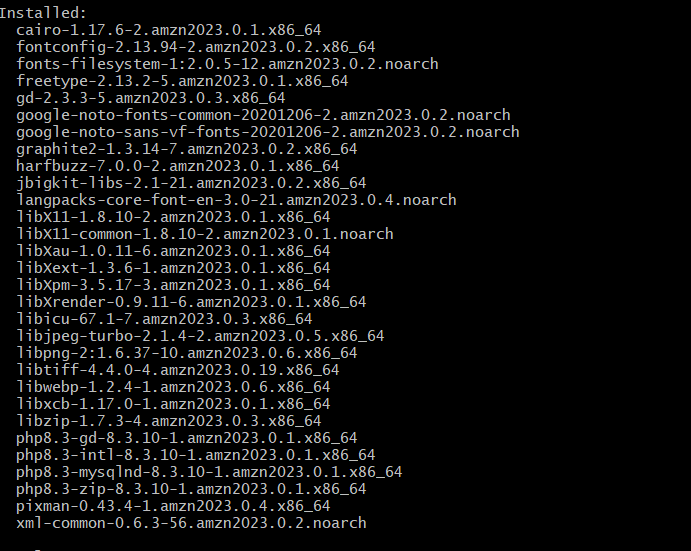 Installed:
cairo-1.17.6-2.amzn2023.0.1.x86_64
fontconfig-2.13.94-2.amzn2023.0.2.x86_64
fonts-filesystem-1:2.0.5-12.amzn2023.0.2.noarch
freetype-2.13.2-5.amzn2023.0.1.x86_64
gd-2.3.3-5.amzn2023.0.3.x86_64
google-noto-fonts-common-20201206-2.amzn2023.0.2.noarch
google-noto-sans-vf-fonts-20201206-2.amzn2023.0.2.noarch
graphite2-1.3.14-7.amzn2023.0.2.x86_64
harfbuzz-7.0.0-2.amzn2023.0.1.x86_64
jbigkit-libs-2.1-21.amzn2023.0.2.x86_64
langpacks-core-font-en-3.0-21.amzn2023.0.4.noarch
libX11-1.8.10-2.amzn2023.0.1.x86_64
libX11-common-1.8.10-2.amzn2023.0.1.noarch
libXau-1.0.11-6.amzn2023.0.1.x86_64
libXext-1.3.6-1.amzn2023.0.1.x86_64
libXpm-3.5.17-3.amzn2023.0.1.x86_64
libXrender-0.9.11-6.amzn2023.0.1.x86_64
libicu-67.1-7.amzn2023.0.3.x86_64
libjpeg-turbo-2.1.4-2.amzn2023.0.5.x86_64
libpng-2:1.6.37-10.amzn2023.0.6.x86_64
libtiff-4.4.0-4.amzn2023.0.19.x86_64
libwebp-1.2.4-1.amzn2023.0.6.x86_64
libxcb-1.17.0-1.amzn2023.0.1.x86_64
libzip-1.7.3-4.amzn2023.0.3.x86_64
php8.3-gd-8.3.10-1.amzn2023.0.1.x86_64
php8.3-intl-8.3.10-1.amzn2023.0.1.x86_64
php8.3-mysqlnd-8.3.10-1.amzn2023.0.1.x86_64
php8.3-zip-8.3.10-1.amzn2023.0.1.x86_64
pixman-0.43.4-1.amzn2023.0.4.x86_64
xml-common-0.6.3-56.amzn2023.0.2.noarch